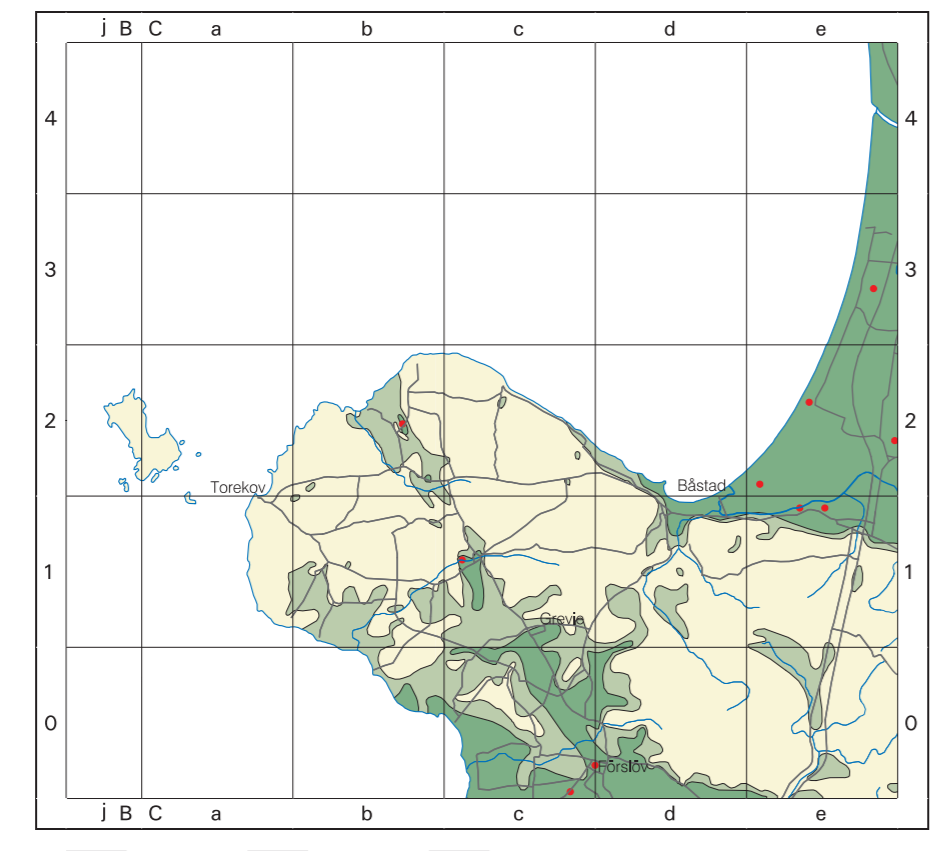 j B C a b c d e
4 4
3 3
2 2
Torekov Båstad
1 1
Grevie
0 0
Förslöv
j B C a b c d e